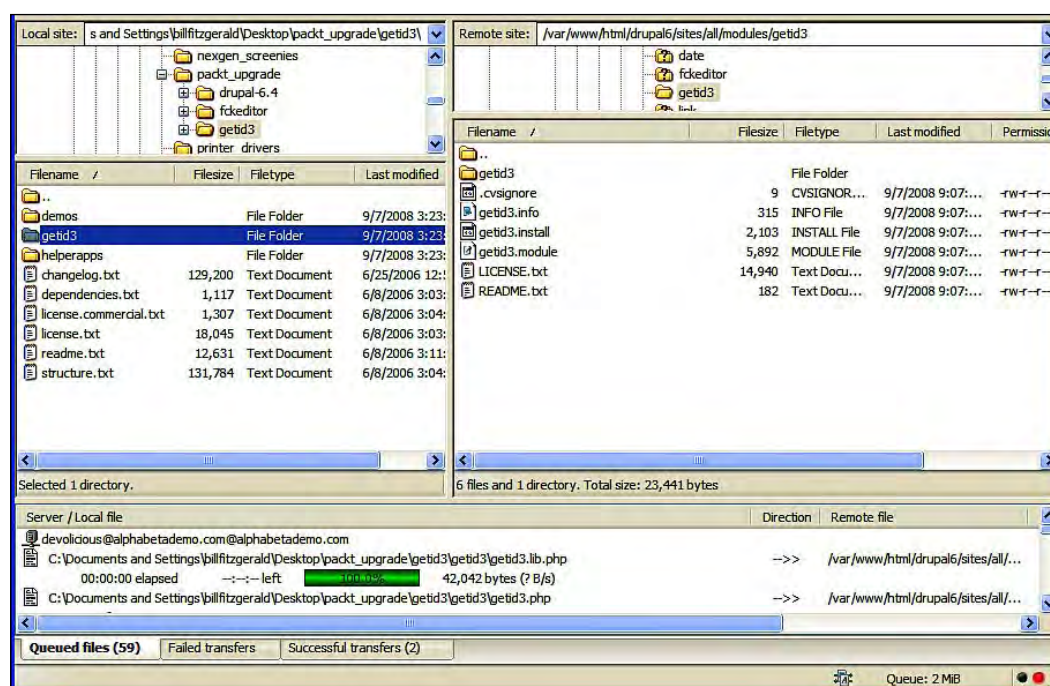 Local site: s and Settings\billfitzgerald\Desktop\packt_upgrade\getid3\
nexgen_screenies
packt_upgrade
drupal-6.4
fckeditor
getid3
printer_drivers
Filename / Filesize Filetype Last modified
..
demos File Folder 9/7/2008 3:23:
getid3 File Folder 9/7/2008 3:23:
helperapps File Folder 9/7/2008 3:23:
changelog.txt 129,200 Text Document 6/25/2006 12:
dependencies.txt 1,117 Text Document 6/8/2006 3:03:
license.commercial.txt 1,307 Text Document 6/8/2006 3:04:
license.txt 18,045 Text Document 6/8/2006 3:03:
readme.txt 12,631 Text Document 6/8/2006 3:11:
structure.txt 131,784 Text Document 6/8/2006 3:04:
Selected 1 directory.
Remote site: /var/www/html/drupal6/sites/all/modules/getid3
date
fckeditor
getid3
link
Filename / Filesize Filetype Last modified Permissio
..
getid3 File Folder
.cvsignore 9 CVSIGNOR... 9/7/2008 9:07:... -rw-r--r--
getid3.info 315 INFO File 9/7/2008 9:07:... -rw-r--r--
getid3.install 2,103 INSTALL File 9/7/2008 9:07:... -rw-r--r--
getid3.module 5,892 MODULE File 9/7/2008 9:07:... -rw-r--r--
LICENSE.txt 14,940 Text Docu... 9/7/2008 9:07:... -rw-r--r--
README.txt 182 Text Docu... 9/7/2008 9:07:... -rw-r--r--
6 files and 1 directory. Total size: 23,441 bytes
Server / Local file Direction Remote file
devolicious@alphabetademo.com@alphabetademo.com
C:\Documents and Settings\billfitzgerald\Desktop\packt_upgrade\getid3\getid3\getid3.lib.php -->> /var/www/html/drupal6/sites/all/...
00:00:00 elapsed --:--:-- left 100.0% 42,042 bytes (? B/s)
C:\Documents and Settings\billfitzgerald\Desktop\packt_upgrade\getid3\getid3\getid3.php -->> /var/www/html/drupal6/sites/all/...
Queued files (59) Failed transfers Successful transfers (2)
Queue: 2 MiB